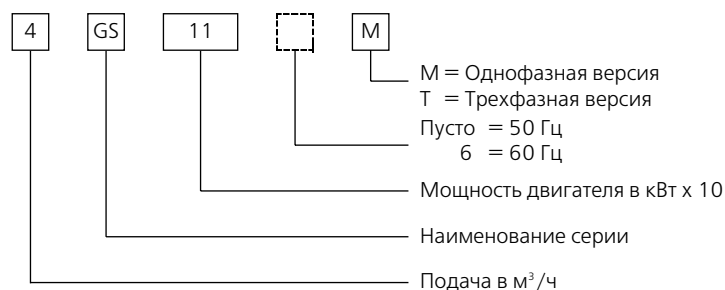 4 GS 11 M
M = Однофазная версия
T = Трехфазная версия
Пусто = 50 Гц
6 = 60 Гц
Мощность двигателя в кВт x 10
Наименование серии
Подача в м³/ч